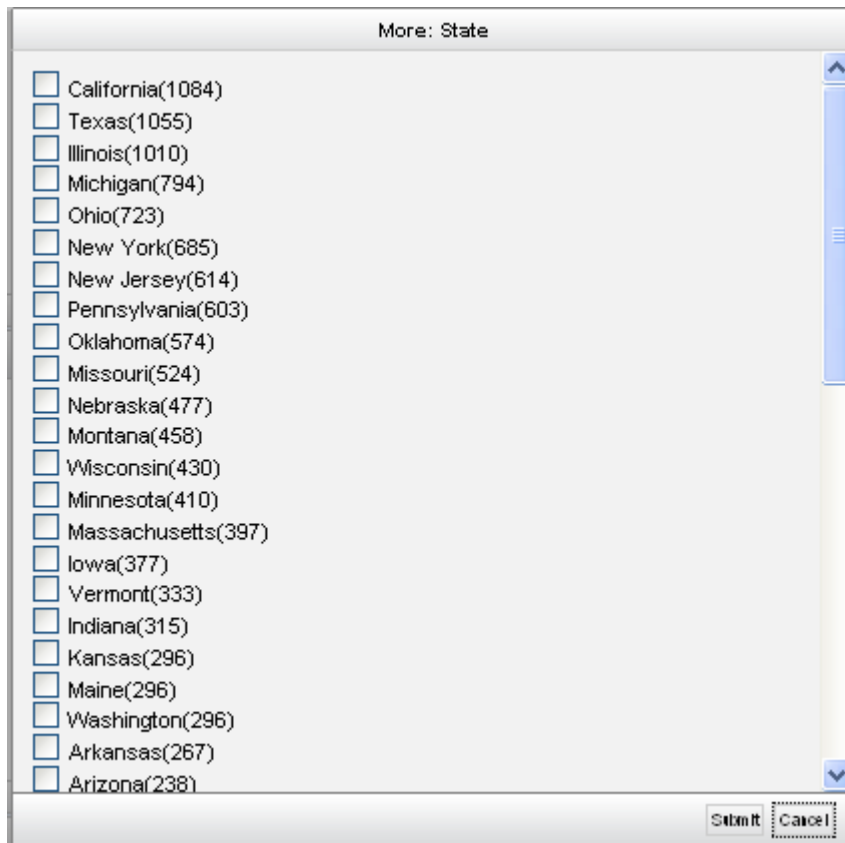 More: State
California(1084)
Texas(1055)
Illinois(1010)
Michigan(794)
Ohio(723)
New York(685)
New Jersey(614)
Pennsylvania(603)
Oklahoma(574)
Missouri(524)
Nebraska(477)
Montana(458)
Wisconsin(430)
Minnesota(410)
Massachusetts(397)
Iowa(377)
Vermont(333)
Indiana(315)
Kansas(296)
Maine(296)
Washington(296)
Arkansas(267)
Arizona(238)
Submit Cancel